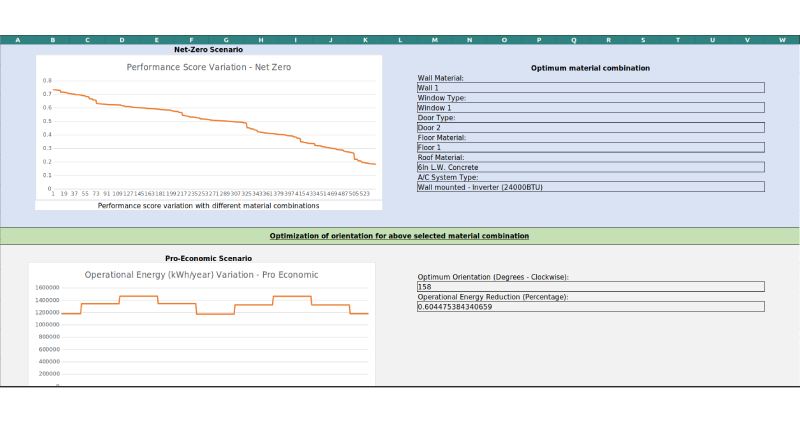 A B C D E F G H I J K L M N O P Q R S T U V W
Net-Zero Scenario
Performance Score Variation - Net Zero
0.8
0.7
0.6
0.5
0.4
0.3
0.2
0.1
0
1 19 37 55 73 91 109127145163181199217235253271289307325343361379397415433451469487505523
Performance score variation with different material combinations
Optimum material combination
Wall Material:
Wall 1
Window Type:
Window 1
Door Type:
Door 2
Floor Material:
Floor 1
Roof Material:
6In L.W. Concrete
A/C System Type:
Wall mounted - Inverter (24000BTU)
Optimization of orientation for above selected material combination
Pro-Economic Scenario
Operational Energy (kWh/year) Variation - Pro Economic
1600000
1400000
1200000
1000000
800000
600000
400000
200000
Optimum Orientation (Degrees - Clockwise):
158
Operational Energy Reduction (Percentage):
0.604475384340659